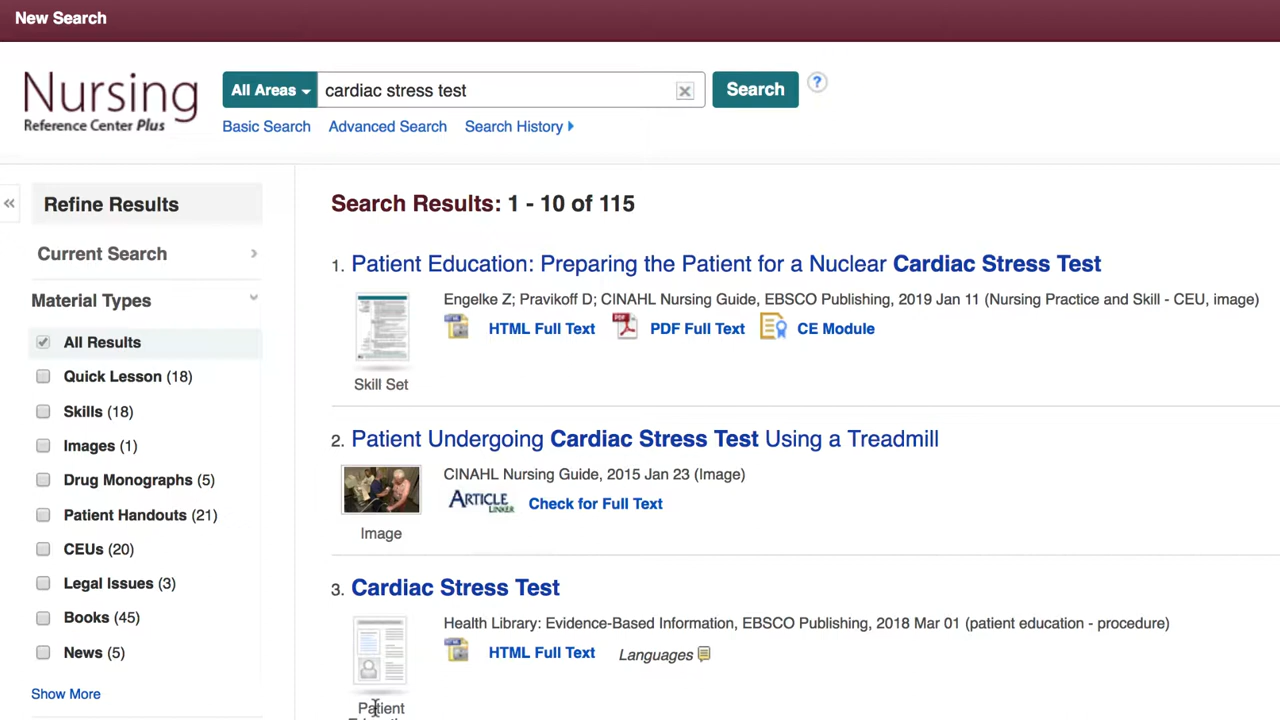 New Search
Nursing
Reference Center Plus
All Areas cardiac stress test Search ?
Basic Search Advanced Search Search History
Refine Results
Current Search
Material Types
All Results
Quick Lesson (18)
Skills (18)
Images (1)
Drug Monographs (5)
Patient Handouts (21)
CEUs (20)
Legal Issues (3)
Books (45)
News (5)
Show More
Search Results: 1 - 10 of 115
1. Patient Education: Preparing the Patient for a Nuclear Cardiac Stress Test
Engelke Z; Pravikoff D; CINAHL Nursing Guide, EBSCO Publishing, 2019 Jan 11 (Nursing Practice and Skill - CEU, image)
HTML Full Text PDF PDF Full Text CE Module
Skill Set
2. Patient Undergoing Cardiac Stress Test Using a Treadmill
CINAHL Nursing Guide, 2015 Jan 23 (Image)
ARTICLE LINKER Check for Full Text
Image
3. Cardiac Stress Test
Health Library: Evidence-Based Information, EBSCO Publishing, 2018 Mar 01 (patient education - procedure)
HTML Full Text Languages
Patient